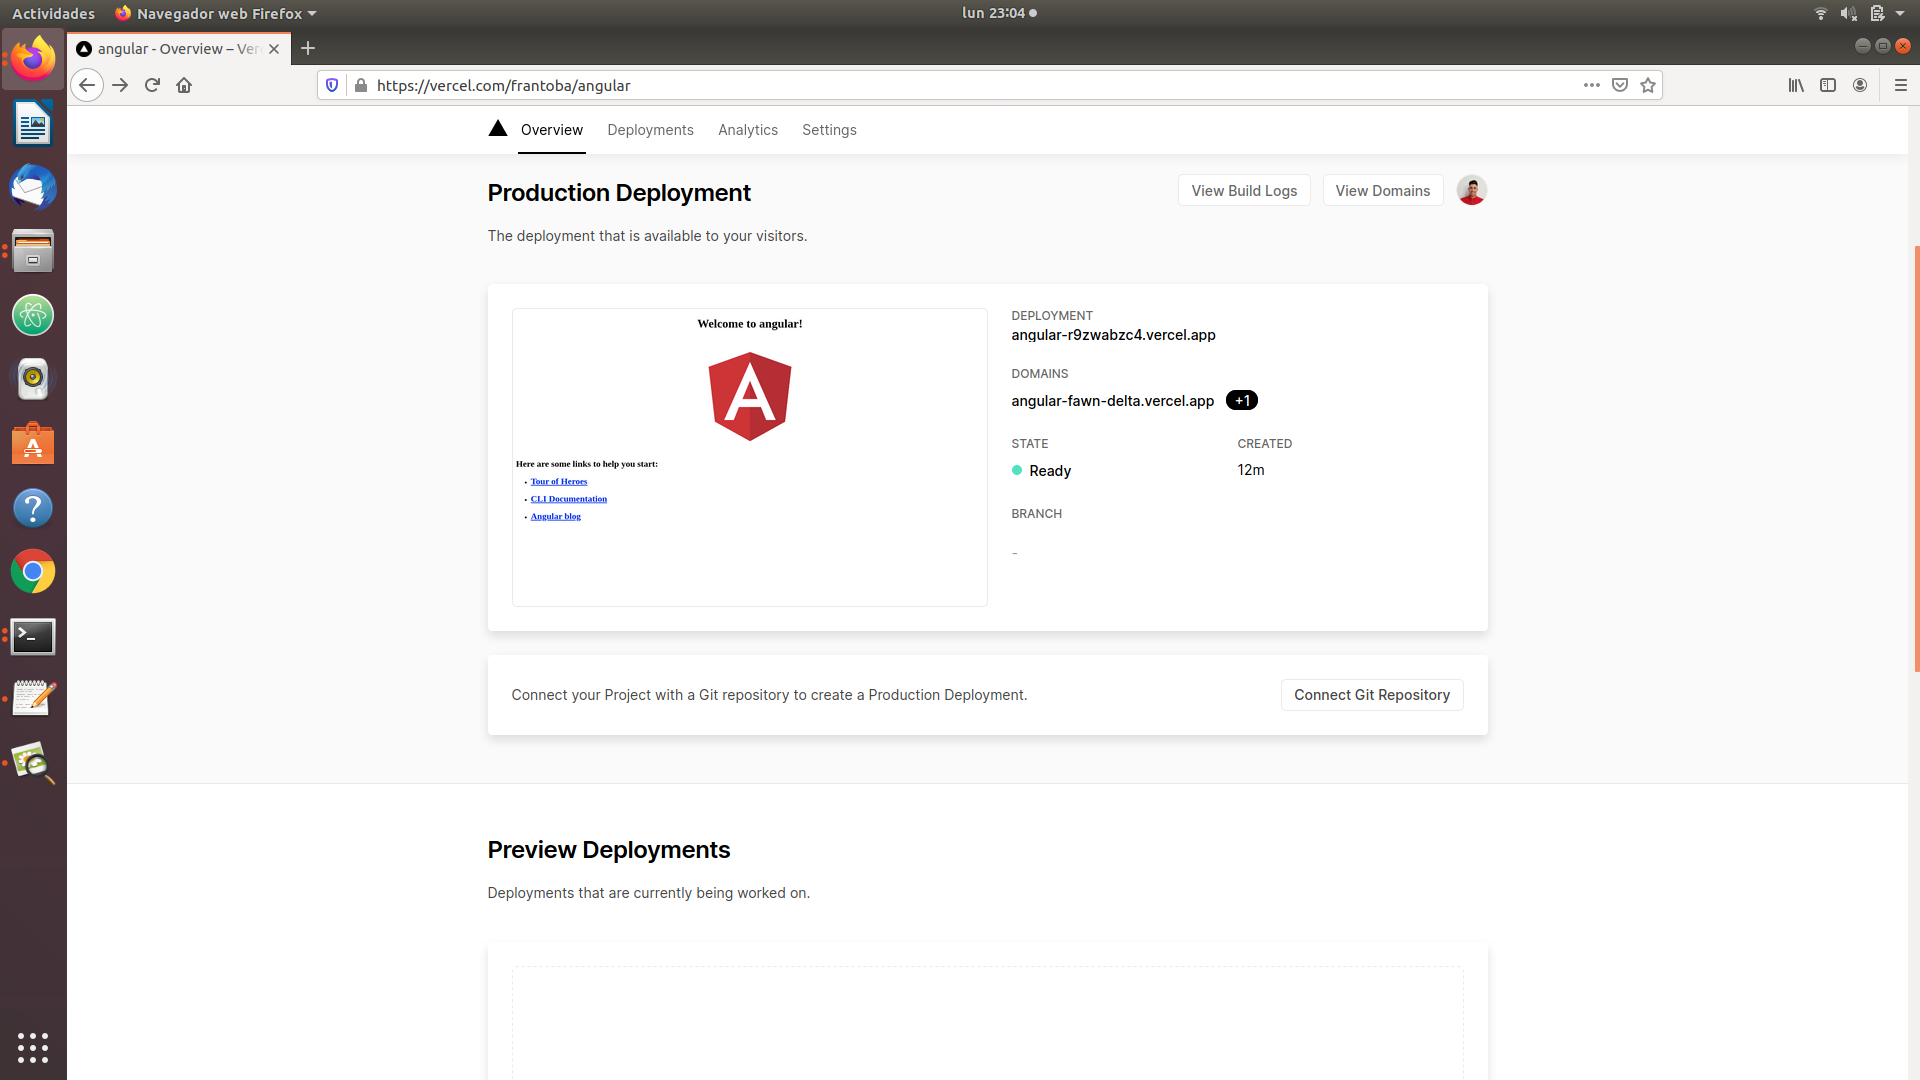 Actividades
Navegador web Firefox
lun 23:04
angular - Overview – Ver
https://vercel.com/frantoba/angular
Overview
Deployments
Analytics
Settings
Production Deployment
View Build Logs
View Domains
The deployment that is available to your visitors.
Welcome to angular!
Here are some links to help you start:
Tour of Heroes
CLI Documentation
Angular blog
DEPLOYMENT
angular-r9zwabzc4.vercel.app
DOMAINS
angular-fawn-delta.vercel.app +1
STATE
CREATED
Ready
12m
BRANCH
-
Connect your Project with a Git repository to create a Production Deployment.
Connect Git Repository
Preview Deployments
Deployments that are currently being worked on.